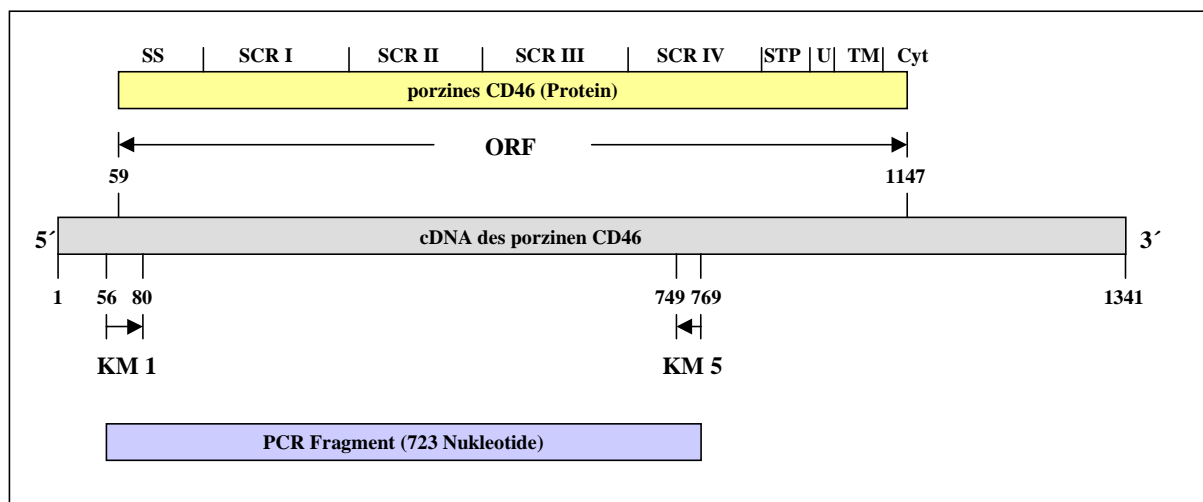 SS SCR I SCR II SCR III SCR IV STP U TM Cyt
porzines CD46 (Protein)
ORF
59 1147
5´ cDNA des porzinen CD46 3´
1 56 80 749 769 1341
KM 1 KM 5
PCR Fragment (723 Nukleotide)